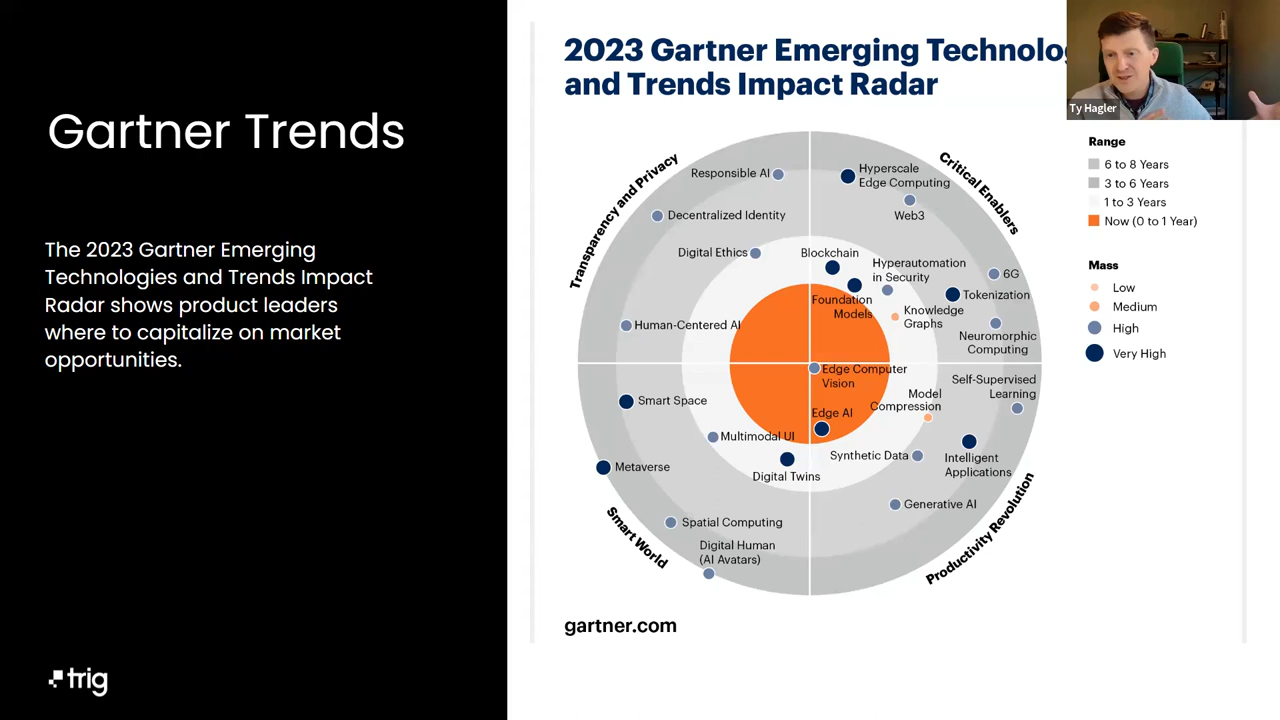 Gartner Trends
The 2023 Gartner Emerging
Technologies and Trends Impact
Radar shows product leaders
where to capitalize on market
opportunities.
trig
2023 Gartner Emerging
and Trends Impact Radar
Ty Hagler
Transparency and Privacy
Critical Enablers
Smart World
Productivity Revolution
Responsible AI
Decentralized Identity
Digital Ethics
Human-Centered AI
Hyperscale
Edge Computing
Web3
Blockchain
Hyperautomation
in Security
6G
Foundation
Models
Tokenization
Knowledge
Graphs
Neuromorphic
Computing
Smart Space
Multimodal UI
Metaverse
Digital Twins
Spatial Computing
Digital Human
(AI Avatars)
Edge Computer
Vision
Self-Supervised
Learning
Model
Compression
Edge AI
Synthetic Data
Intelligent
Applications
Generative AI
Range
6 to 8 Years
3 to 6 Years
1 to 3 Years
Now (0 to 1 Year)
Mass
Low
Medium
High
Very High
gartner.com